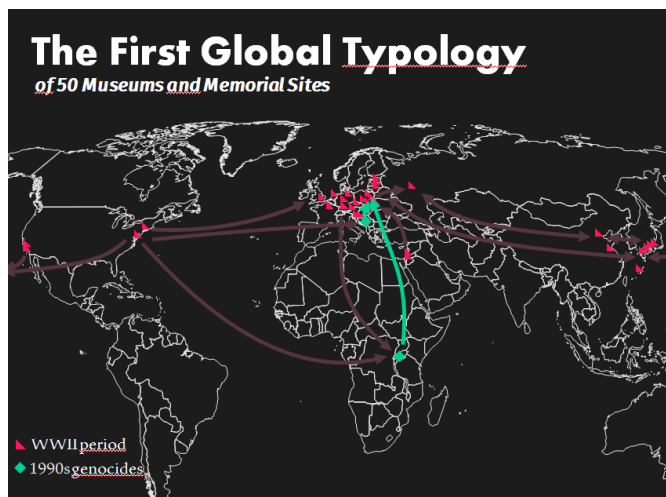 The First Global Typology
of 50 Museums and Memorial Sites
WWII period
1990s genocides